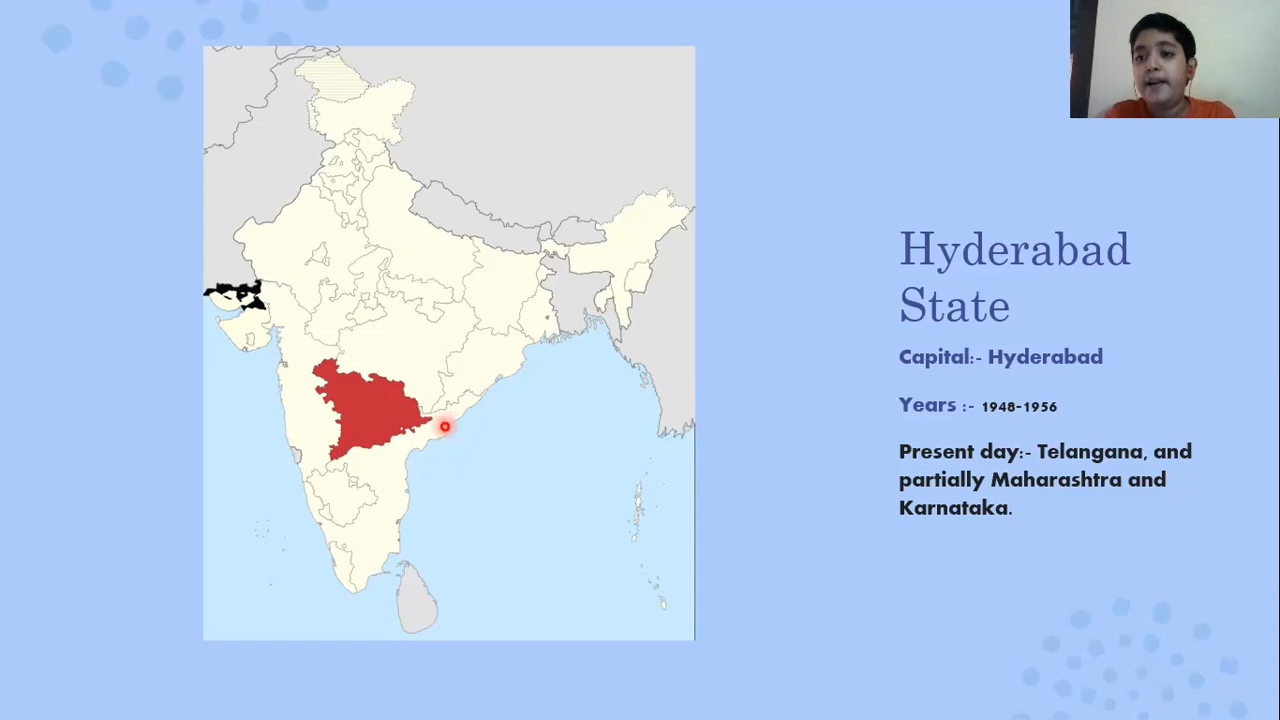 Hyderabad
State
Capital:- Hyderabad
Years :- 1948-1956
Present day:- Telangana, and
partially Maharashtra and
Karnataka.